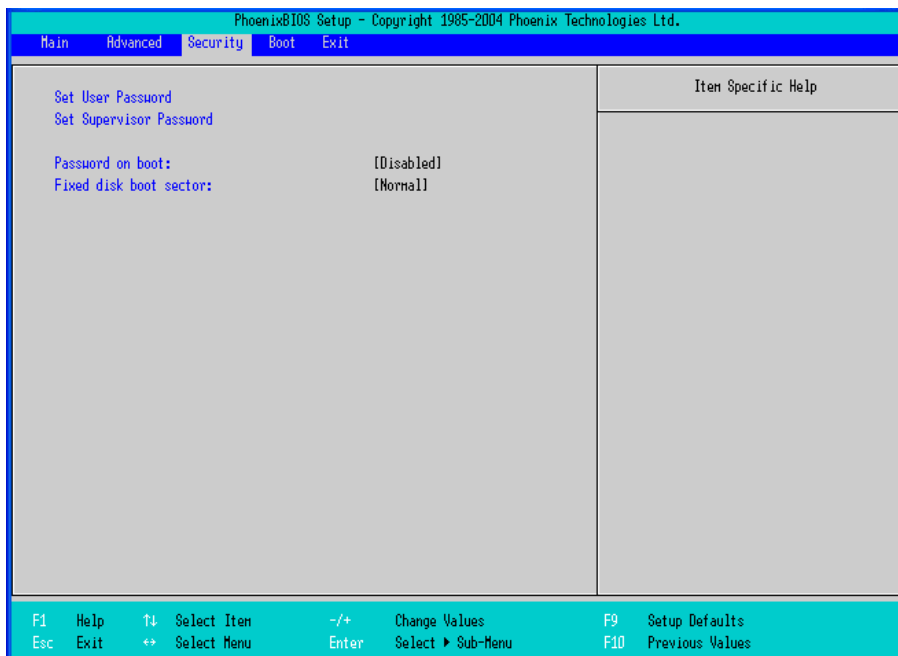 PhoenixBIOS Setup - Copyright 1985-2004 Phoenix Technologies Ltd.
Main Advanced Security Boot Exit
Item Specific Help
Set User Password
Set Supervisor Password
Password on boot: [Disabled]
Fixed disk boot sector: [Normal]
F1 Help ↑↓ Select Item -/+ Change Values F9 Setup Defaults
Esc Exit ↔ Select Menu Enter Select ▶ Sub-Menu F10 Previous Values